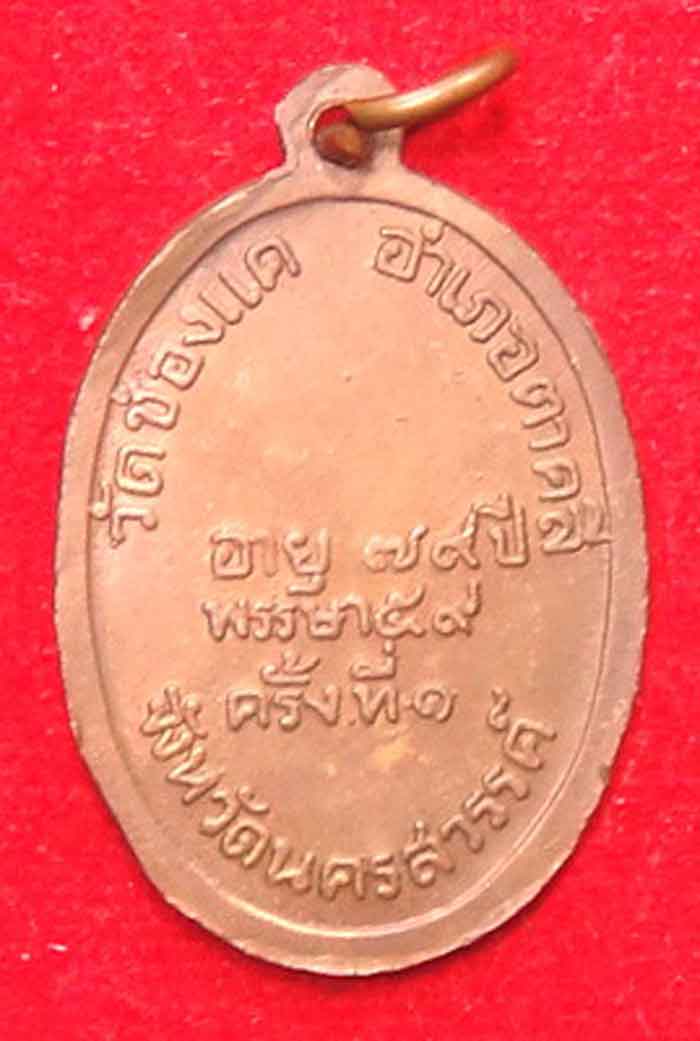 วัดช่องแค อำเภอตาคลี
อายุ ๗๙ ปี
พรรษา ๕๙
ครั้ง.ที่.๑
จังหวัดนครสวรรค์